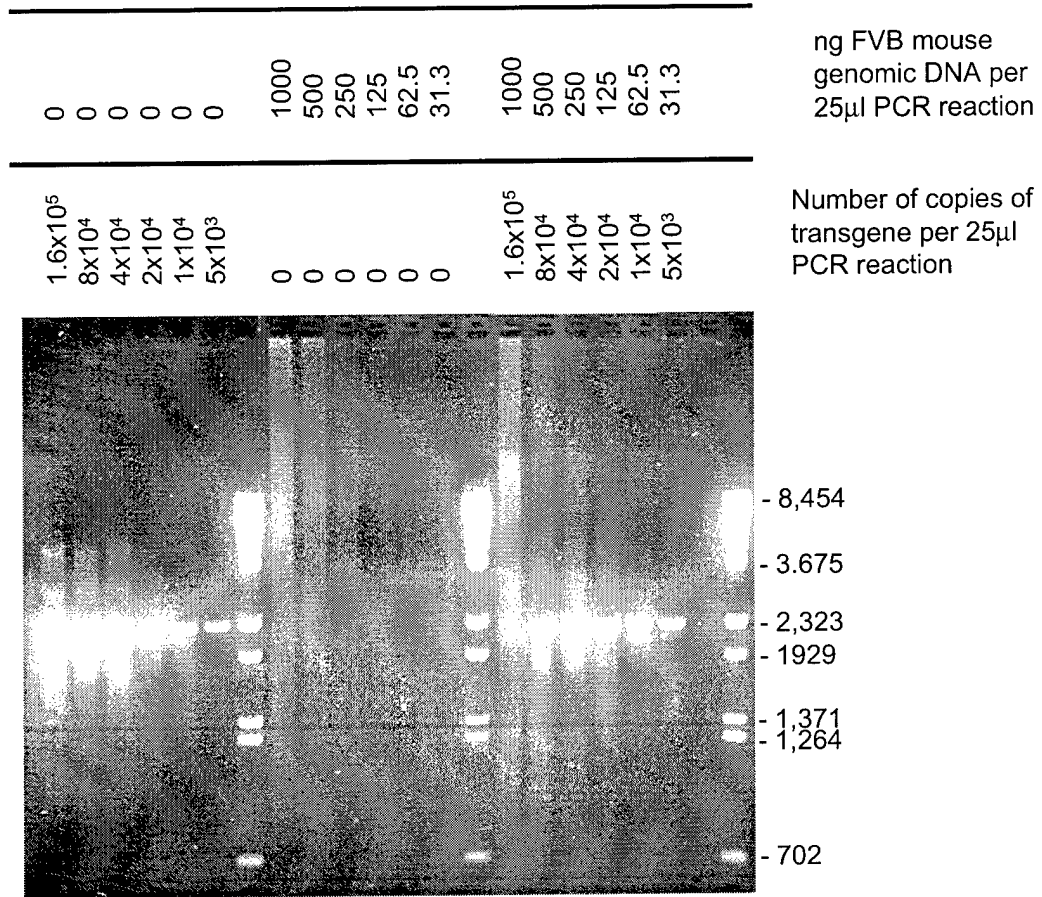 0 0 0 0 0 0 1000 500 250 125 62.5 31.3 1000 500 250 125 62.5 31.3
ng FVB mouse
genomic DNA per
25µl PCR reaction
1.6x10⁵ 8x10⁴ 4x10⁴ 2x10⁴ 1x10⁴ 5x10³ 0 0 0 0 0 0 1.6x10⁵ 8x10⁴ 4x10⁴ 2x10⁴ 1x10⁴ 5x10³
Number of copies of
transgene per 25µl
PCR reaction
- 8,454
- 3.675
- 2,323
- 1929
- 1,371
- 1,264
- 702